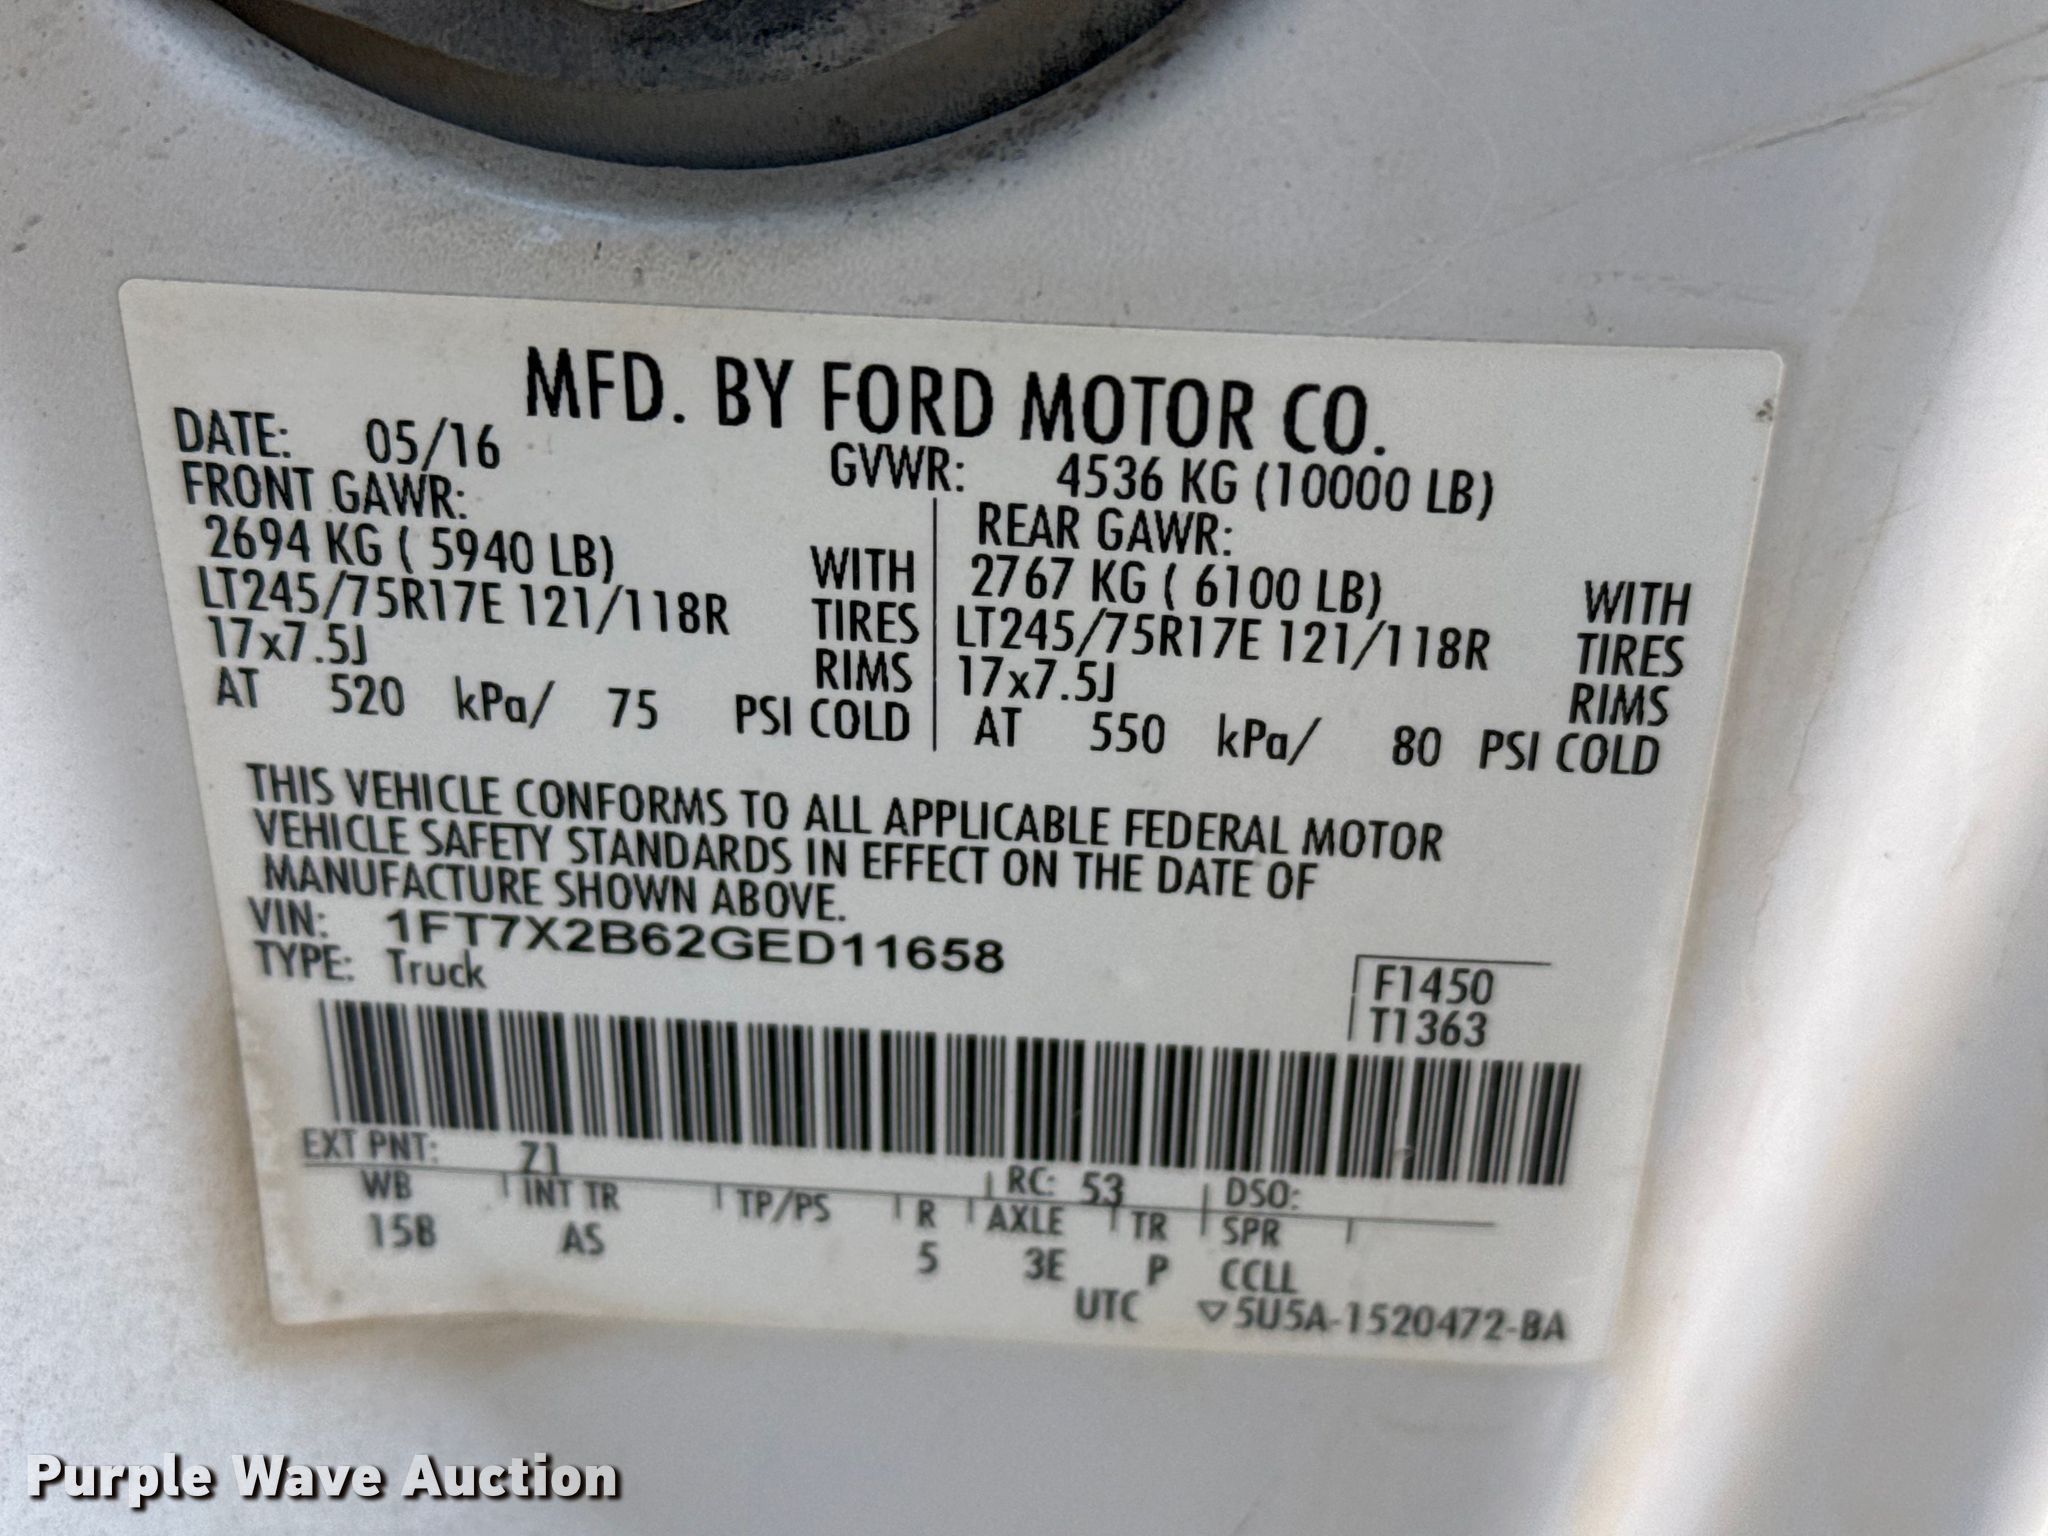 MFD. BY FORD MOTOR CO.
DATE: 05/16 GVWR: 4536 KG (10000 LB)
FRONT GAWR: REAR GAWR:
2694 KG ( 5940 LB) WITH 2767 KG ( 6100 LB) WITH
LT245/75R17E 121/118R TIRES LT245/75R17E 121/118R TIRES
17x7.5J RIMS 17x7.5J RIMS
AT 520 kPa/ 75 PSI COLD AT 550 kPa/ 80 PSI COLD
THIS VEHICLE CONFORMS TO ALL APPLICABLE FEDERAL MOTOR
VEHICLE SAFETY STANDARDS IN EFFECT ON THE DATE OF
MANUFACTURE SHOWN ABOVE.
VIN: 1FT7X2B62GED11658
TYPE: Truck
F1450
T1363
EXT PNT: Z1 RC: 53 DSO:
WB INT TR TP/PS R AXLE TR SPR
15B AS 5 3E P CCLL
UTC ▽5U5A-1520472-BA
Purple Wave Auction